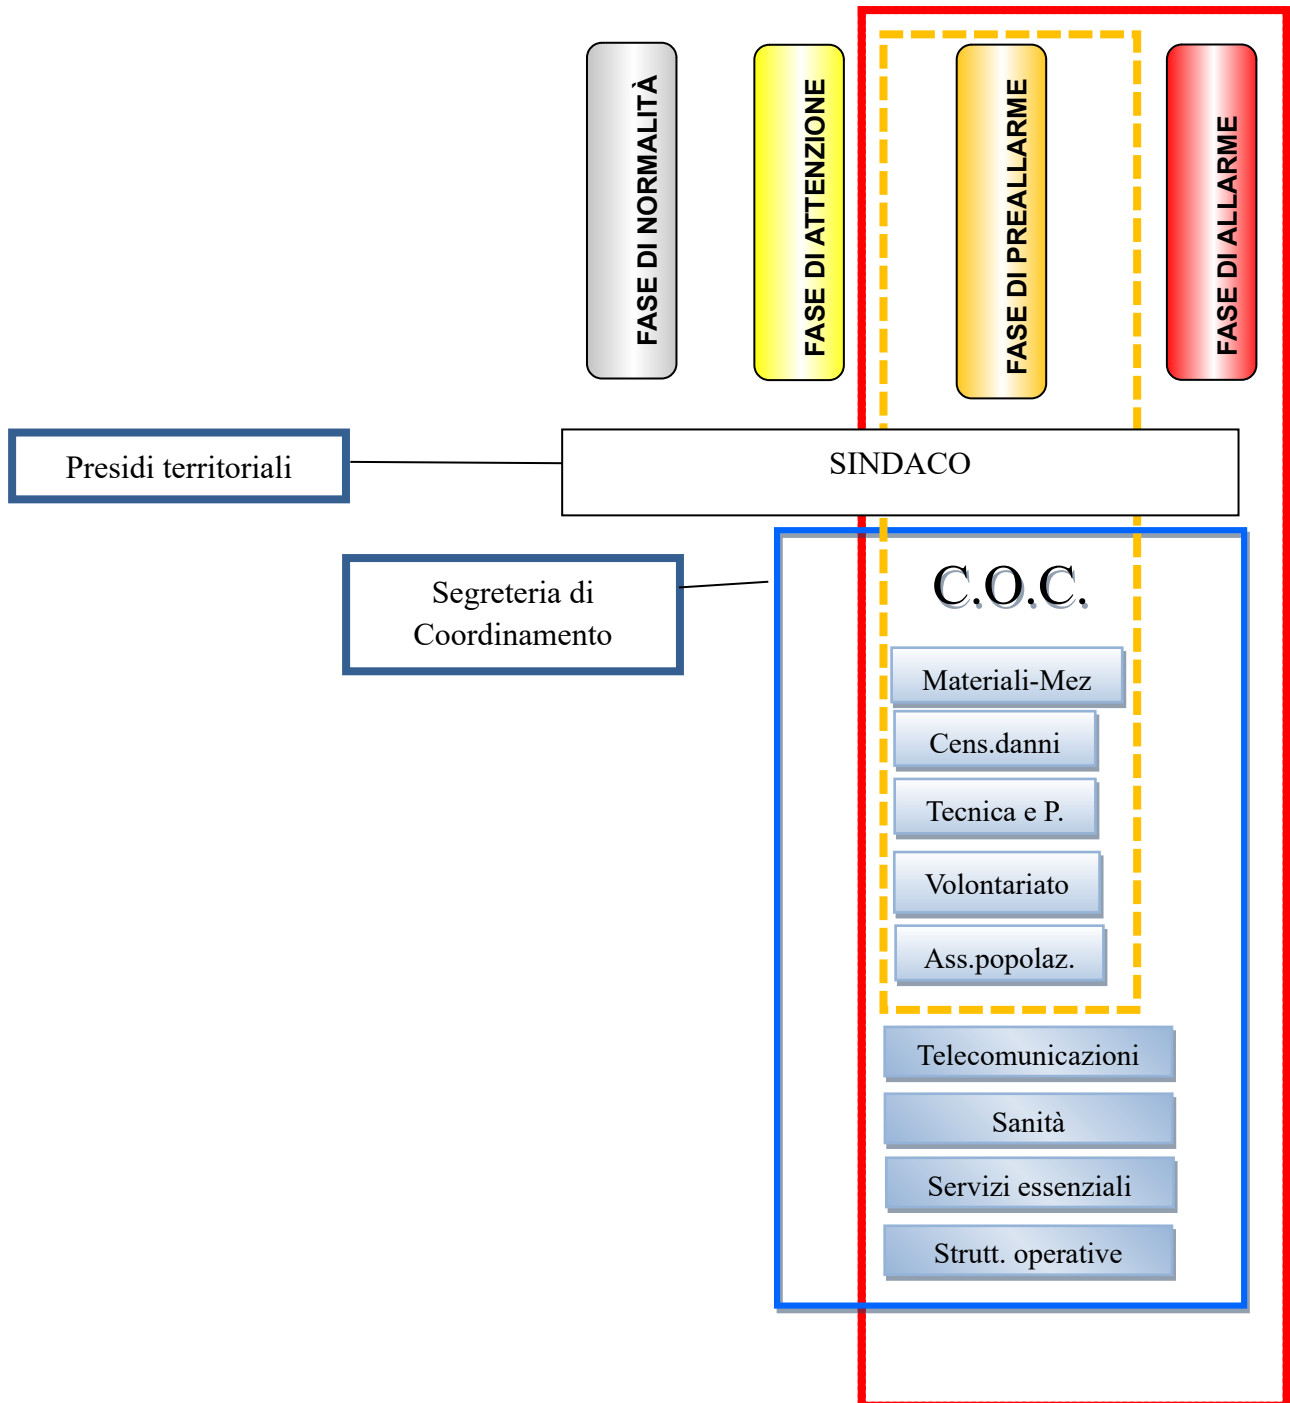 FASE DI NORMALITÀ
FASE DI ATTENZIONE
FASE DI PREALLARME
FASE DI ALLARME
Presidi territoriali
SINDACO
Segreteria di
Coordinamento
C.O.C.
Materiali-Mez
Cens.danni
Tecnica e P.
Volontariato
Ass.popolaz.
Telecomunicazioni
Sanità
Servizi essenziali
Strutt. operative